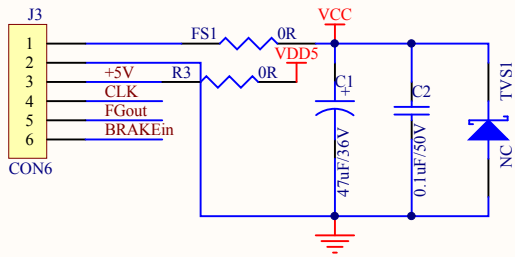 J3
VCC
1
FS1
0R
2
VDD5
3
+5V
R3
0R
4
CLK
5
FGout
6
BRAKEin
CON6
C1
+
47uF/36V
C2
0.1uF/50V
TVS1
NC